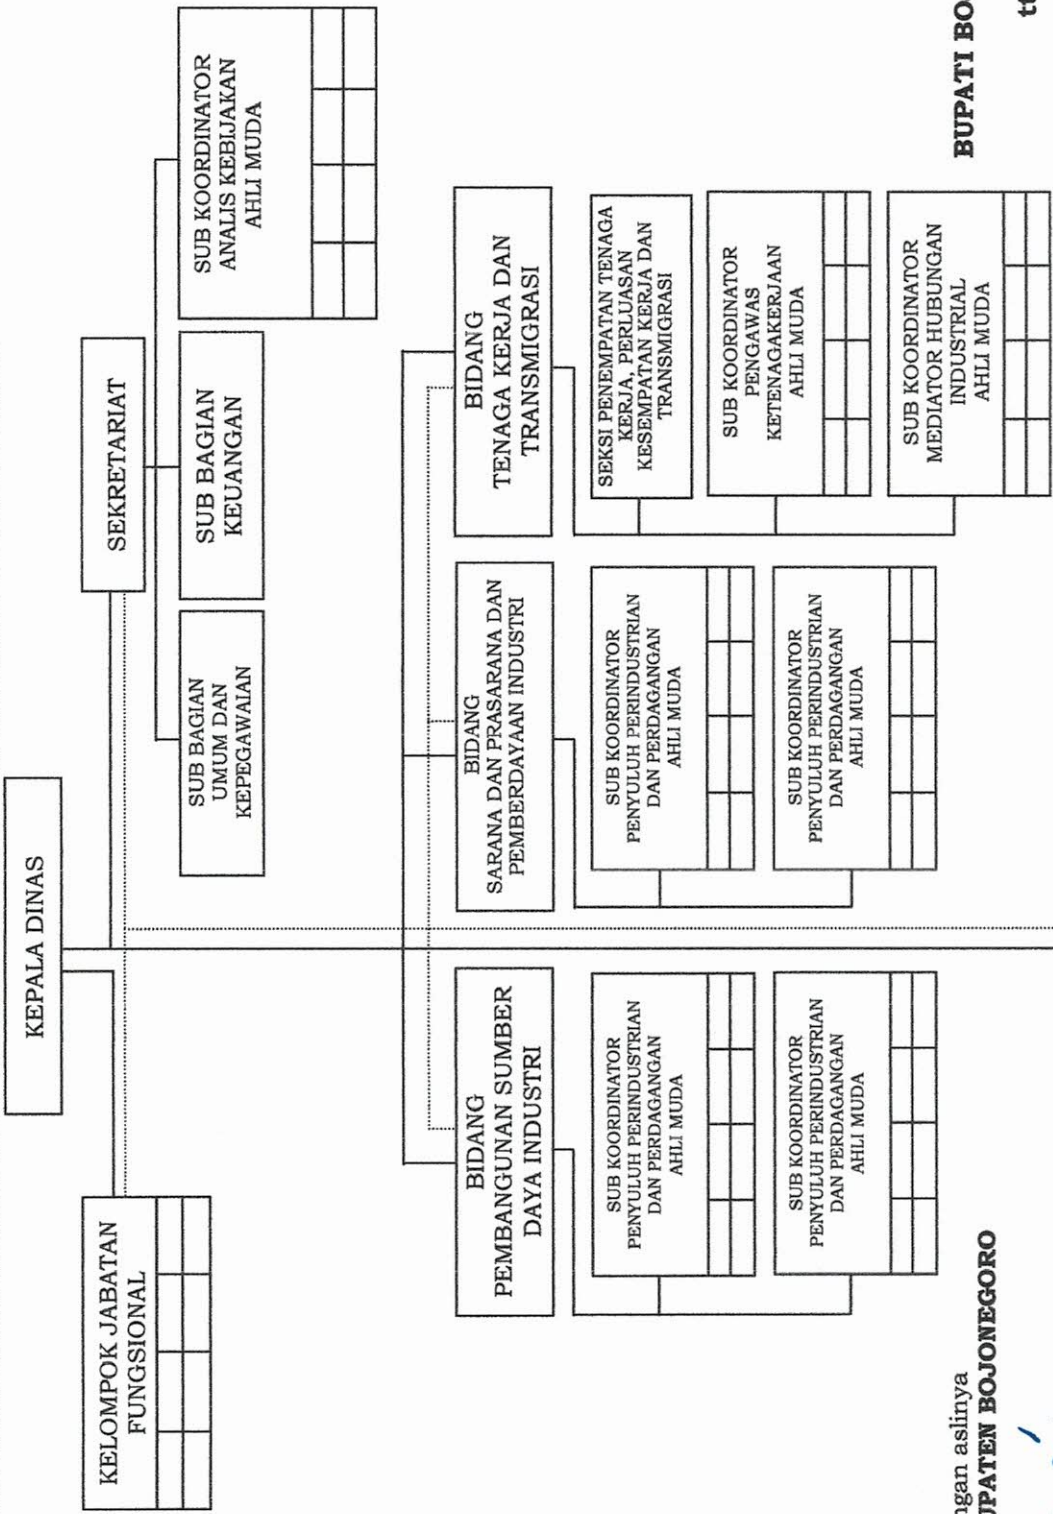 KEPALA DINAS
KELOMPOK JABATAN
FUNGSIONAL
SEKRETARIAT
SUB BAGIAN
UMUM DAN
KEPEGAWAIAN
SUB BAGIAN
KEUANGAN
SUB KOORDINATOR
ANALIS KEBIJAKAN
AHLI MUDA
BIDANG
PEMBANGUNAN SUMBER
DAYA INDUSTRI
SUB KOORDINATOR
PENYULUH PERINDUSTRIAN
DAN PERDAGANGAN
AHLI MUDA
SUB KOORDINATOR
PENYULUH PERINDUSTRIAN
DAN PERDAGANGAN
AHLI MUDA
BIDANG
SARANA DAN PRASARANA DAN
PEMBERDAYAAN INDUSTRI
SUB KOORDINATOR
PENYULUH PERINDUSTRIAN
DAN PERDAGANGAN
AHLI MUDA
SUB KOORDINATOR
PENYULUH PERINDUSTRIAN
DAN PERDAGANGAN
AHLI MUDA
BIDANG
TENAGA KERJA DAN
TRANSMIGRASI
SEKSI PENEMPATAN TENAGA
KERJA, PERLUASAN
KESEMPATAN KERJA DAN
TRANSMIGRASI
SUB KOORDINATOR
PENGAWAS
KETENAGAKERJAAN
AHLI MUDA
SUB KOORDINATOR
MEDIATOR HUBUNGAN
INDUSTRIAL
AHLI MUDA
ngan aslinya
UPATEN BOJONEGORO
BUPATI BO